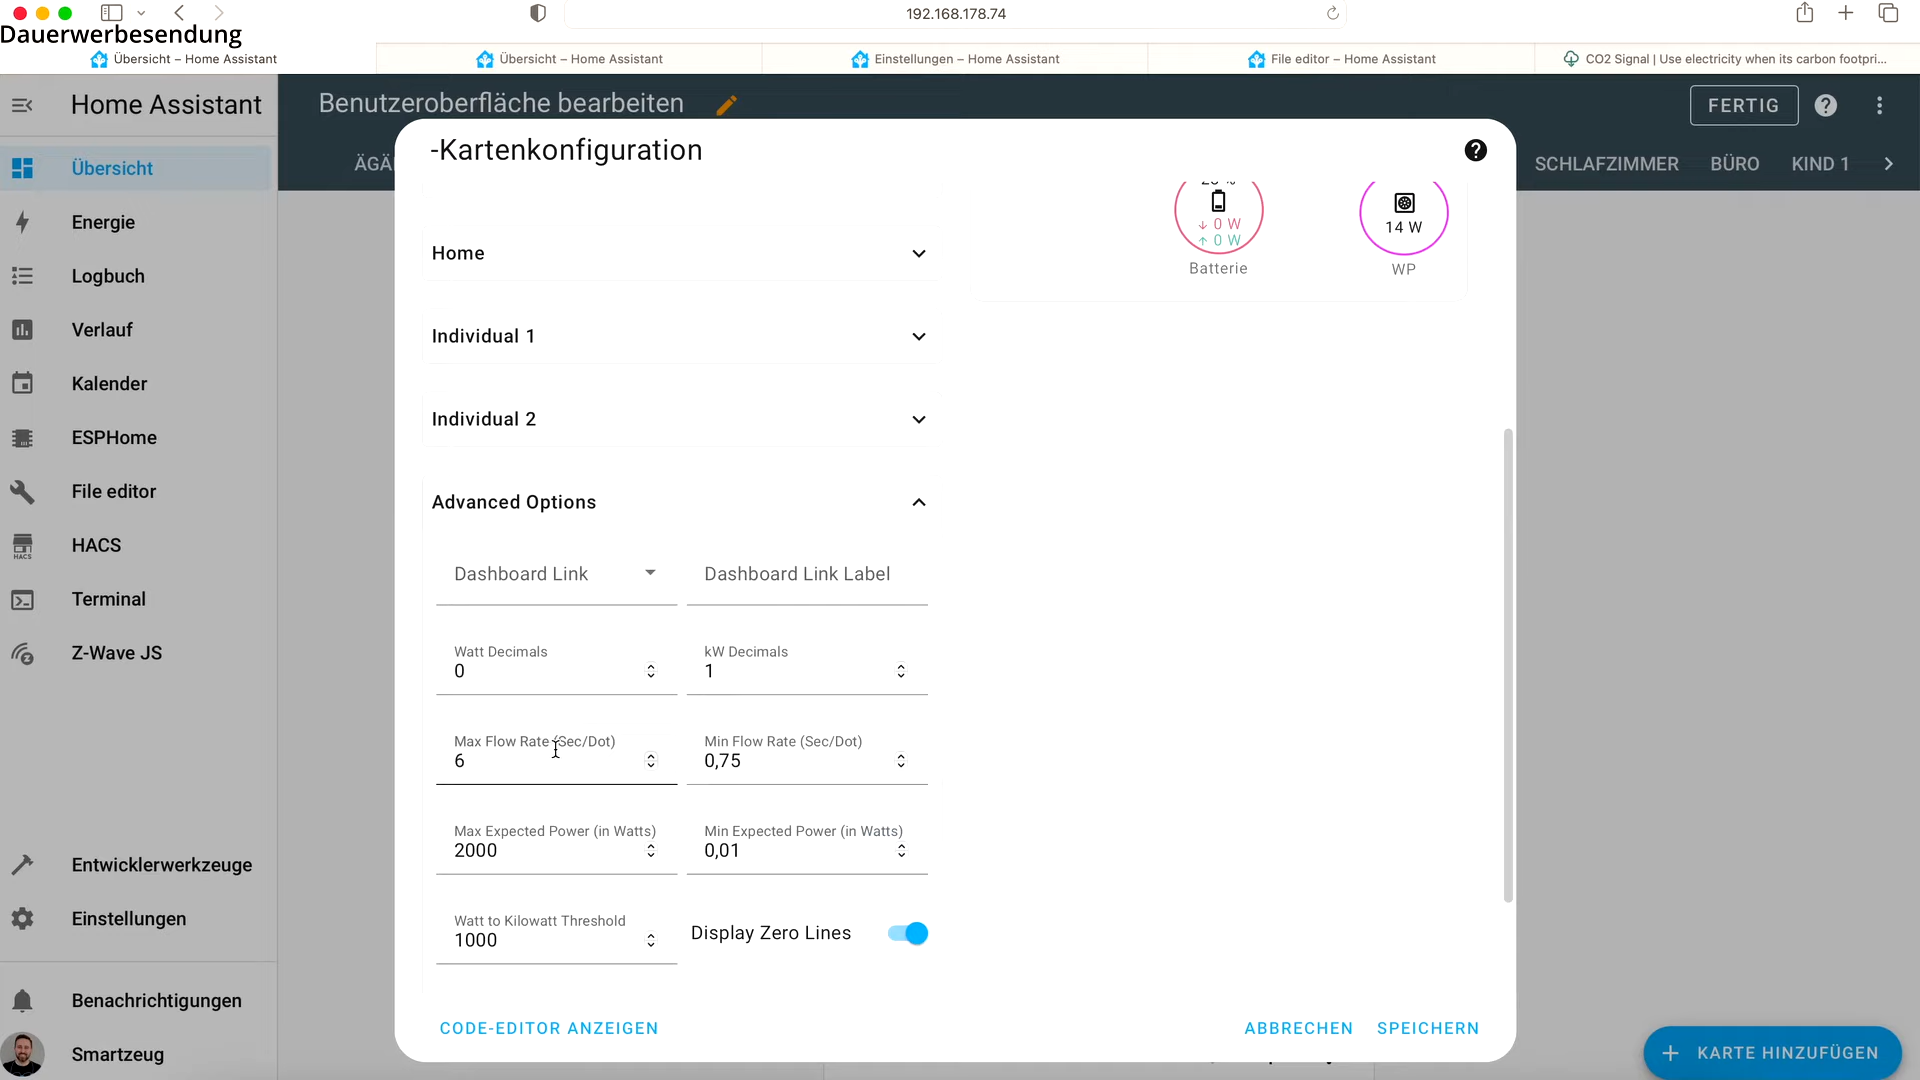 192.168.178.74
Dauerwerbesendung
Übersicht – Home Assistant
Übersicht – Home Assistant
Einstellungen – Home Assistant
File editor – Home Assistant
CO2 Signal | Use electricity when its carbon footpri...
Home Assistant
Benutzeroberfläche bearbeiten
FERTIG
Übersicht
ÄGÄ
SCHLAFZIMMER
BÜRO
KIND 1
Energie
Logbuch
Verlauf
Kalender
ESPHome
File editor
HACS
HACS
Terminal
Z-Wave JS
Entwicklerwerkzeuge
Einstellungen
Benachrichtigungen
Smartzeug
-Kartenkonfiguration
↓ 0 W
↑ 0 W
Batterie
14 W
WP
Home
Individual 1
Individual 2
Advanced Options
Dashboard Link
Dashboard Link Label
Watt Decimals
0
kW Decimals
1
Max Flow Rate (Sec/Dot)
6
Min Flow Rate (Sec/Dot)
0,75
Max Expected Power (in Watts)
2000
Min Expected Power (in Watts)
0,01
Watt to Kilowatt Threshold
1000
Display Zero Lines
CODE-EDITOR ANZEIGEN
ABBRECHEN
SPEICHERN
+ KARTE HINZUFÜGEN